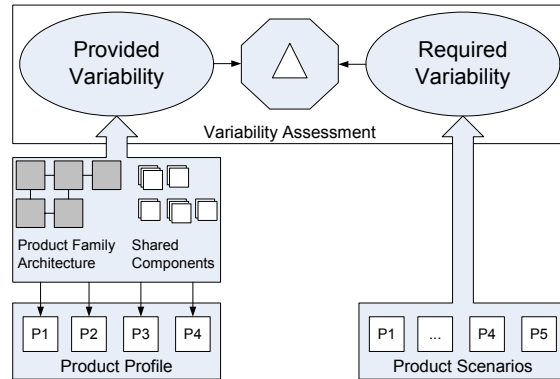 Provided
Variability
Required
Variability
Variability Assessment
Product Family
Architecture
Shared
Components
P1
P2
P3
P4
Product Profile
P1
...
P4
P5
Product Scenarios